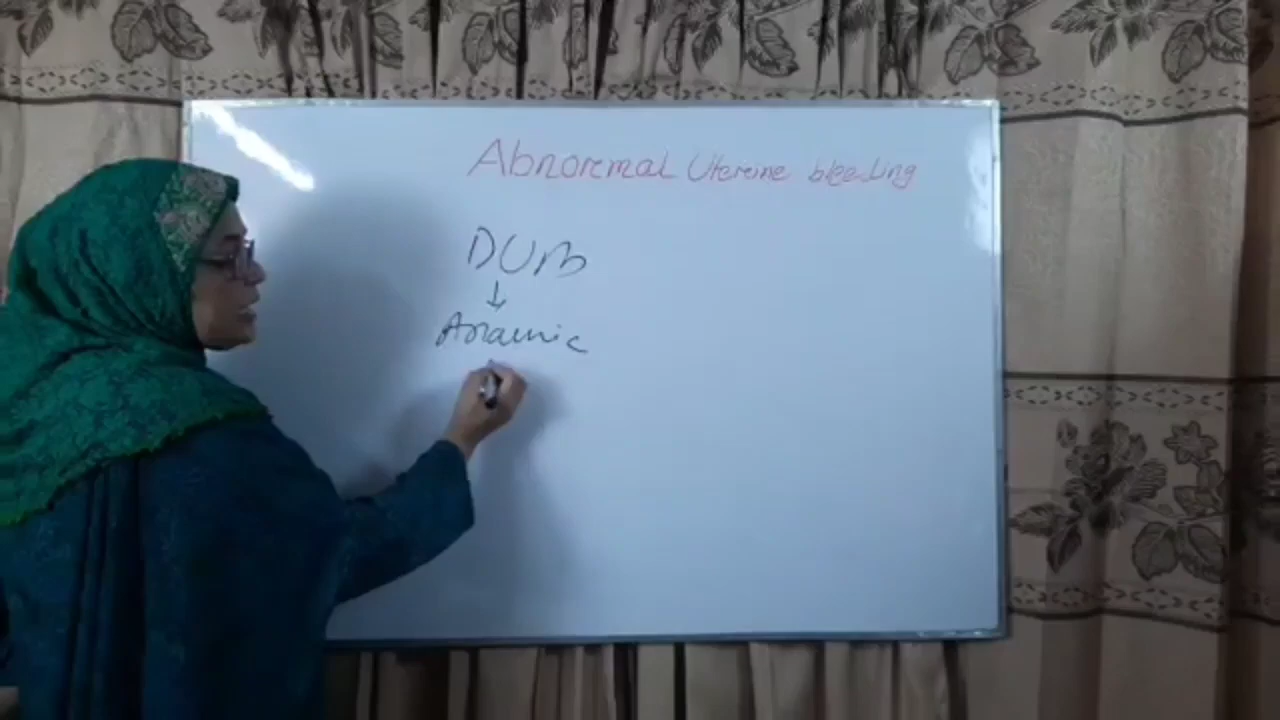 Abnormal Uterine bleeding
DUB
↓
Anaemic